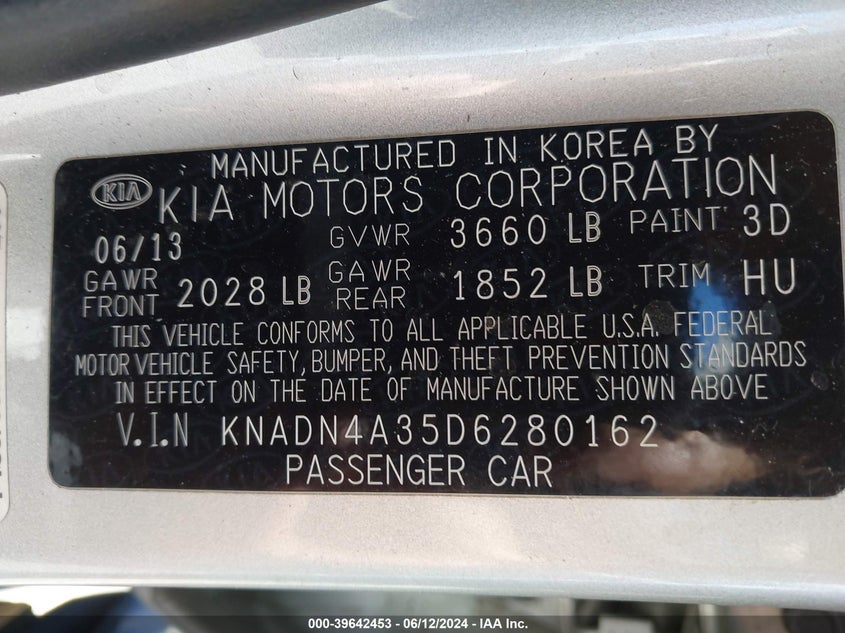 MANUFACTURED IN KOREA BY
KIA KIA MOTORS CORPORATION
06/13 GVWR 3660 LB PAINT 3D
GAWR FRONT 2028 LB GAWR REAR 1852 LB TRIM HU
THIS VEHICLE CONFORMS TO ALL APPLICABLE U.S.A. FEDERAL
MOTOR VEHICLE SAFETY, BUMPER, AND THEFT PREVENTION STANDARDS
IN EFFECT ON THE DATE OF MANUFACTURE SHOWN ABOVE
V.I.N KNADN4A35D6280162
PASSENGER CAR
000-39642453 - 06/12/2024 - IAA Inc.